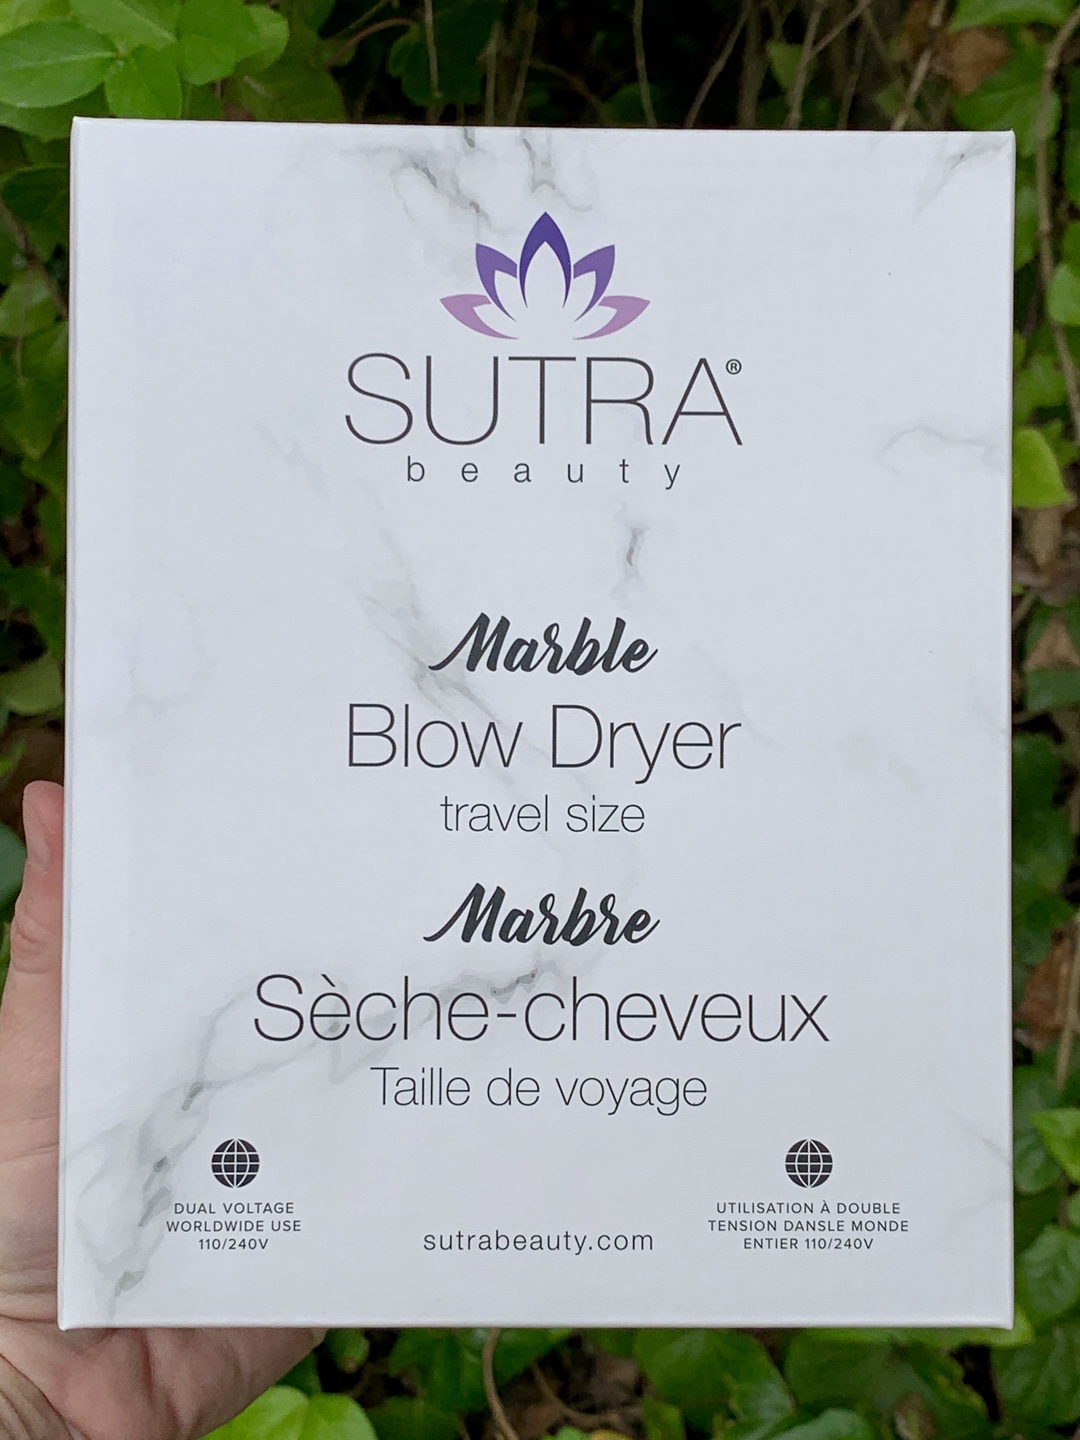 SUTRA®
beauty
Marble
Blow Dryer
travel size
Marbre
Sèche-cheveux
Taille de voyage
DUAL VOLTAGE
WORLDWIDE USE
110/240V
sutrabeauty.com
UTILISATION À DOUBLE
TENSION DANSLE MONDE
ENTIER 110/240V